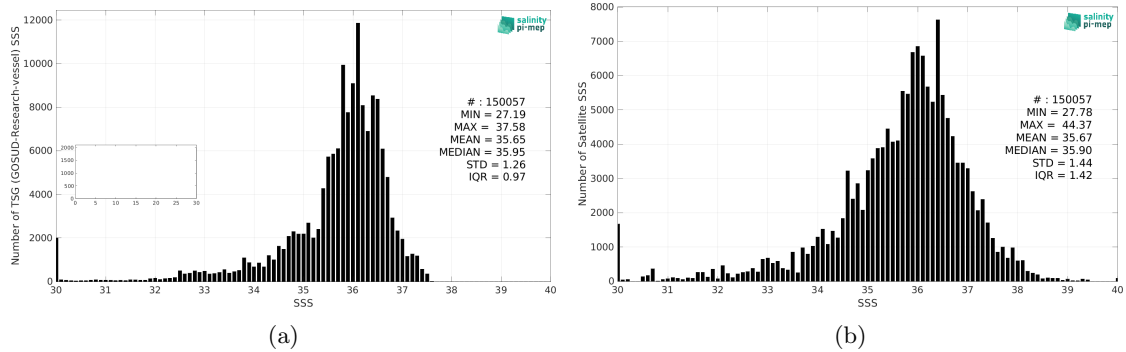 12000
10000
8000
6000
4000
2000
0
Number of TSG (GOSUD-Research-vessel) SSS
salinity
pi-mep
# : 150057
MIN = 27.19
MAX = 37.58
MEAN = 35.65
MEDIAN = 35.95
STD = 1.26
IQR = 0.97
2000
1500
1000
500
0
0 5 10 15 20 25 30
30 31 32 33 34 35 36 37 38 39 40
SSS
(a)
8000
7000
6000
5000
4000
3000
2000
1000
0
Number of Satellite SSS
salinity
pi-mep
# : 150057
MIN = 27.78
MAX = 44.37
MEAN = 35.67
MEDIAN = 35.90
STD = 1.44
IQR = 1.42
30 31 32 33 34 35 36 37 38 39 40
SSS
(b)